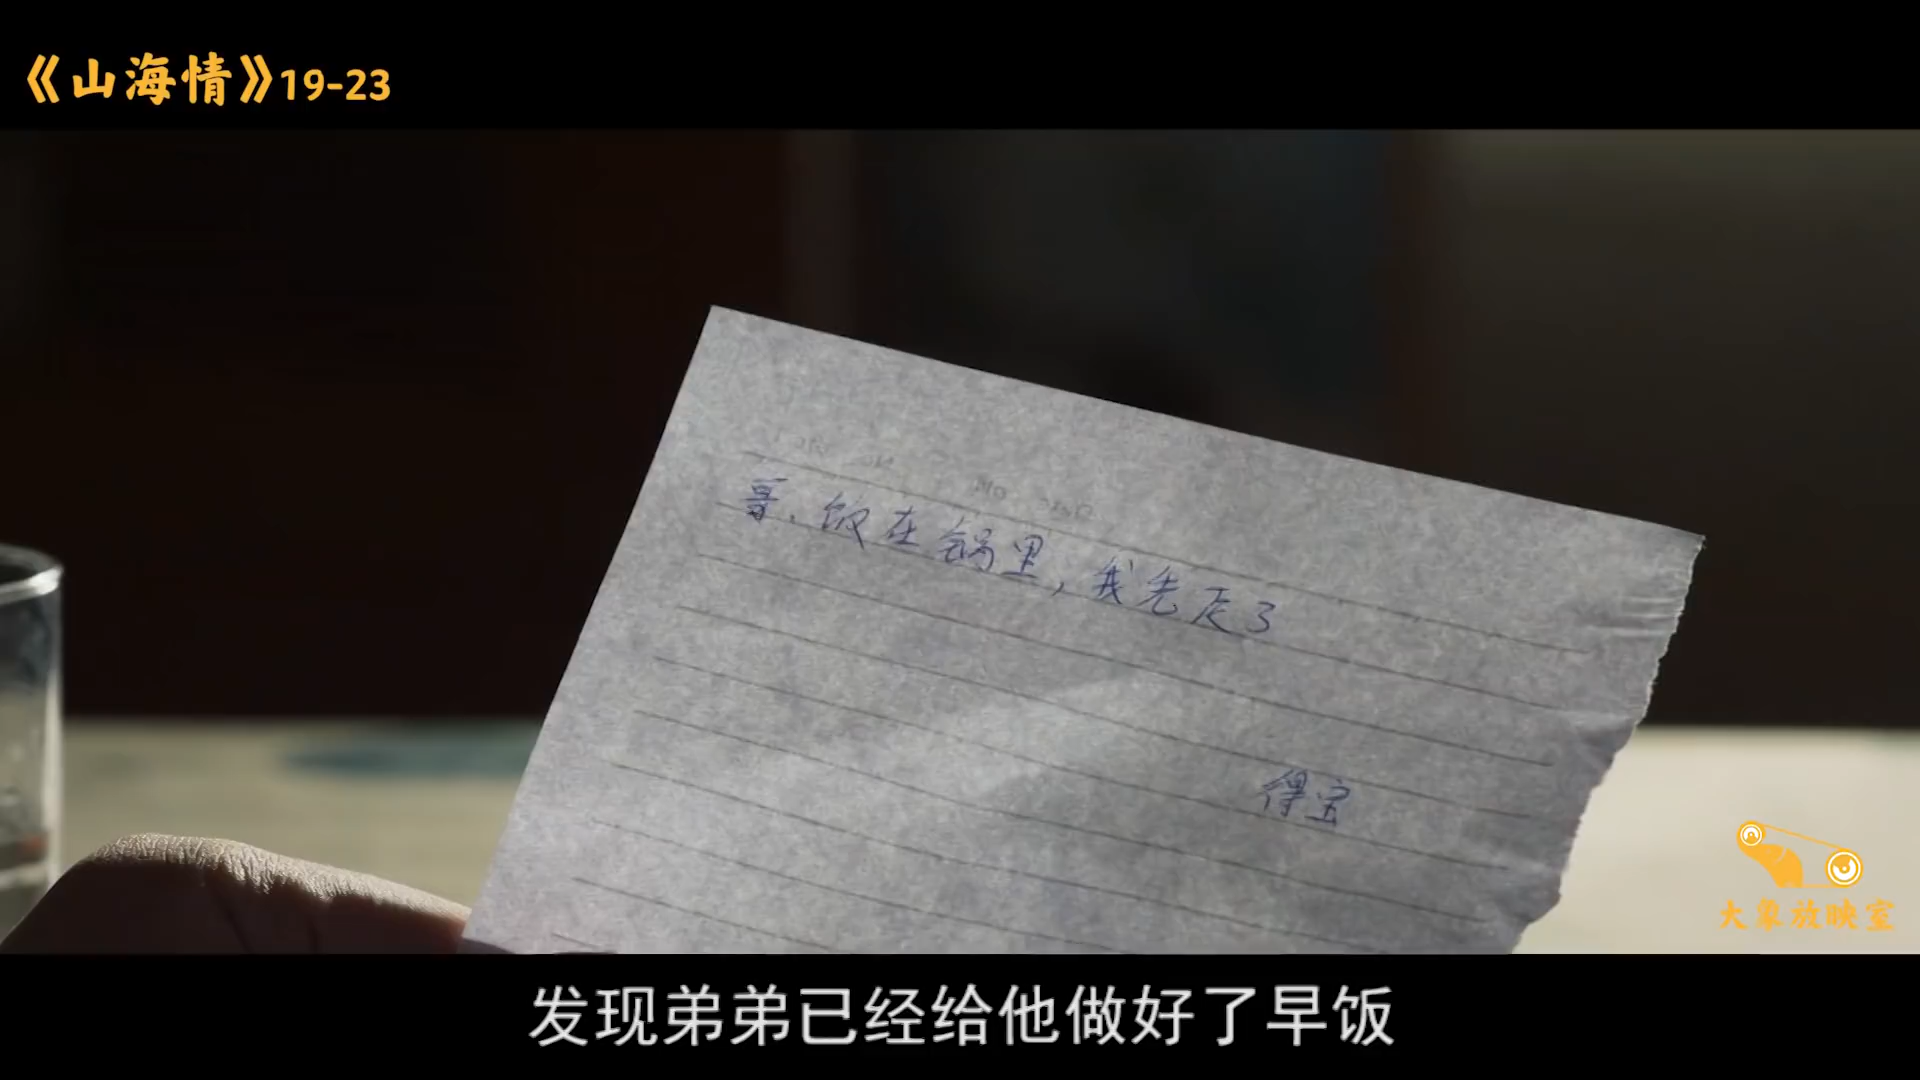 《山海情》19-23
哥、饭在锅里，我先走了
得宝
大象放映室
发现弟弟已经给他做好了早饭